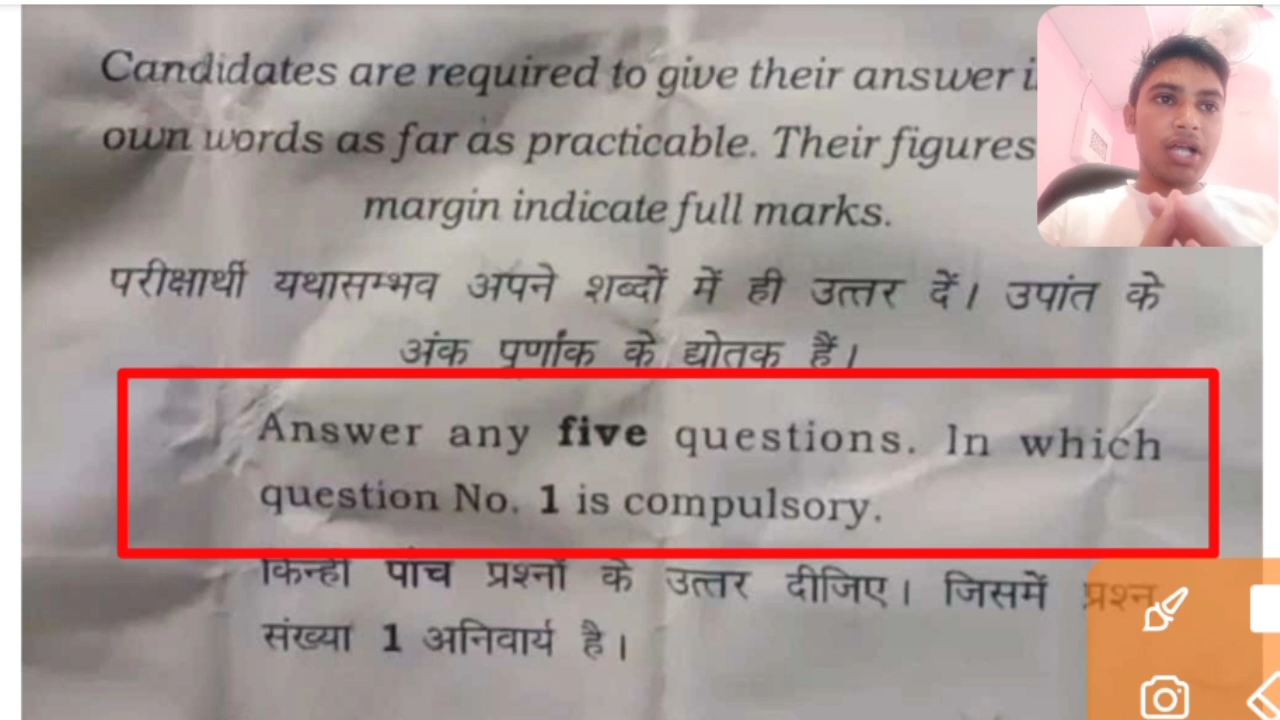 Candidates are required to give their answer
own words as far as practicable. Their figures
margin indicate full marks.
परीक्षार्थी यथासम्भव अपने शब्दों में ही उत्तर दें। उपांत के
अंक पूर्णांक के द्योतक हैं।
Answer any five questions. In which
question No. 1 is compulsory.
किन्हीं पांच प्रश्नों के उत्तर दीजिए। जिसमें प्रश्न
संख्या 1 अनिवार्य है।